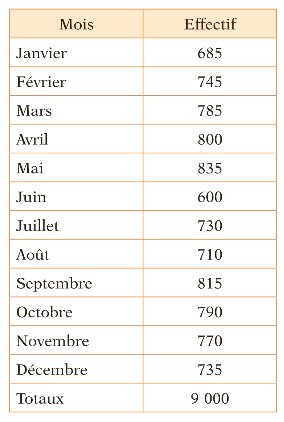 Mois Effectif
Janvier 685
Février 745
Mars 785
Avril 800
Mai 835
Juin 600
Juillet 730
Août 710
Septembre 815
Octobre 790
Novembre 770
Décembre 735
Totaux 9 000